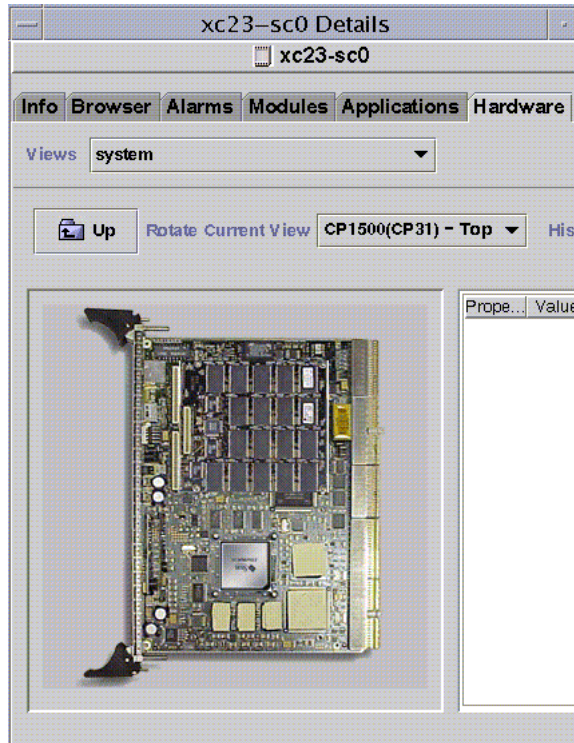 xc23-sc0 Details
xc23-sc0
Info Browser Alarms Modules Applications Hardware
Views system
Up Rotate Current View CP1500(CP31) - Top His
Prope... Value